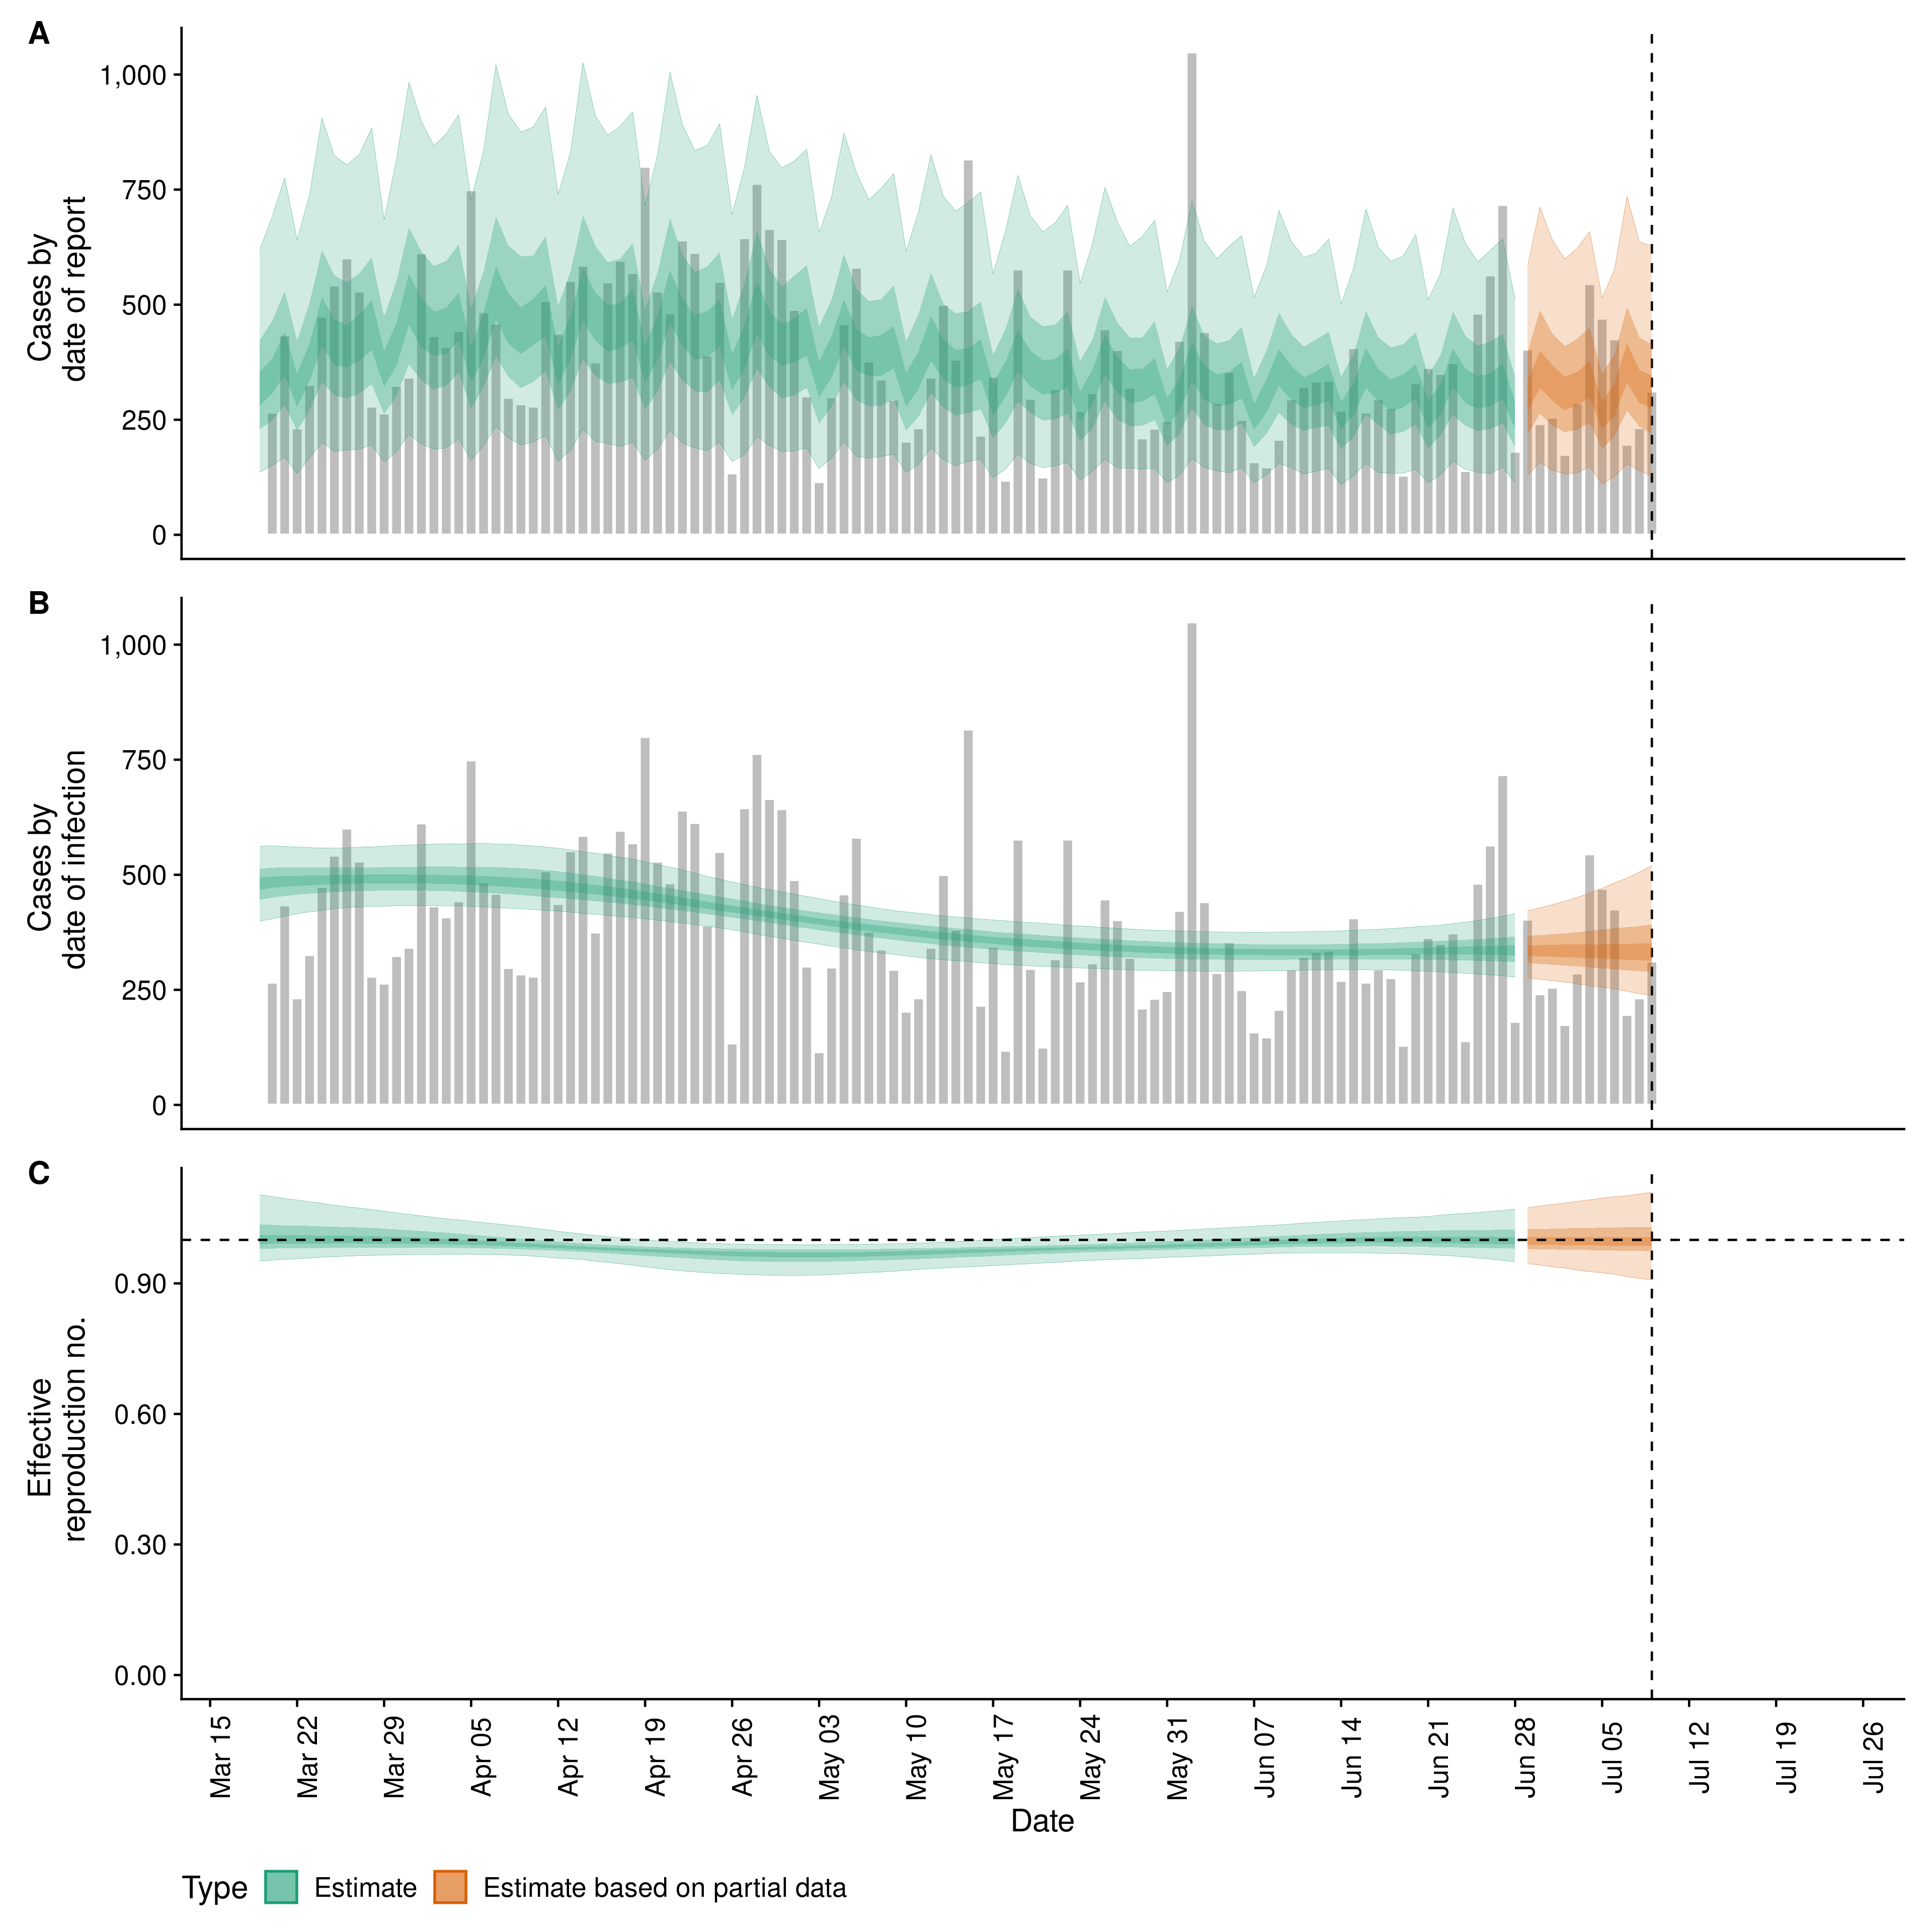 A
Cases by
date of report
1,000
750
500
250
0
B
Cases by
date of infection
1,000
750
500
250
0
C
Effective
reproduction no.
0.90
0.60
0.30
0.00
Mar 15
Mar 22
Mar 29
Apr 05
Apr 12
Apr 19
Apr 26
May 03
May 10
May 17
May 24
May 31
Jun 07
Jun 14
Jun 21
Jun 28
Jul 05
Jul 12
Jul 19
Jul 26
Date
Type Estimate Estimate based on partial data